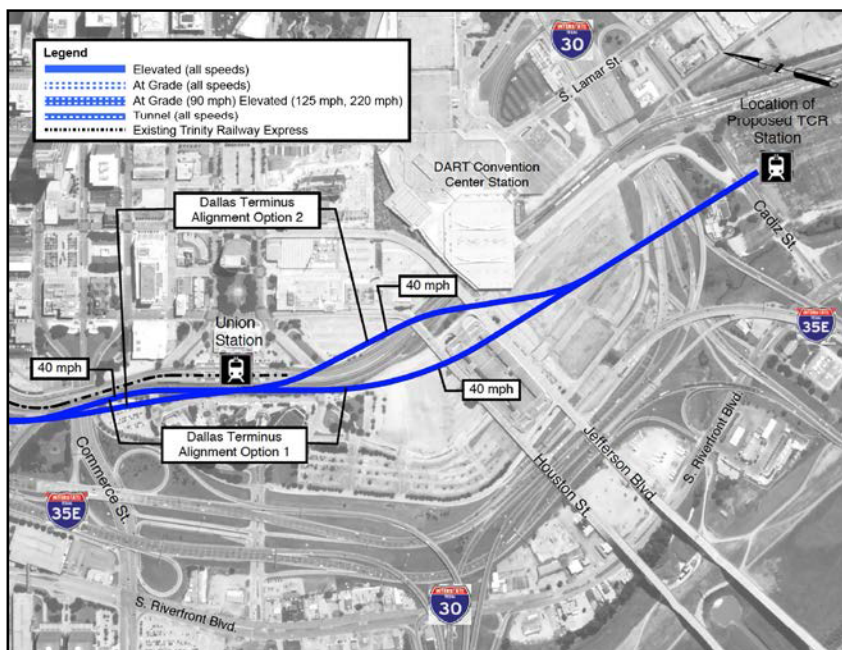 Legend
Elevated (all speeds)
At Grade (all speeds)
At Grade (90 mph) Elevated (125 mph, 220 mph)
Tunnel (all speeds)
Existing Trinity Railway Express
INTERSTATE
TEXAS
30
S. Lamar St.
Location of
Proposed TCR
Station
DART Convention
Center Station
Cadiz St.
Dallas Terminus
Alignment Option 2
40 mph
INTERSTATE
TEXAS
35E
Union
Station
40 mph
40 mph
Dallas Terminus
Alignment Option 1
Commerce St.
Houston St.
Jefferson Blvd.
S. Riverfront Blvd.
INTERSTATE
TEXAS
35E
INTERSTATE
TEXAS
30
S. Riverfront Blvd.